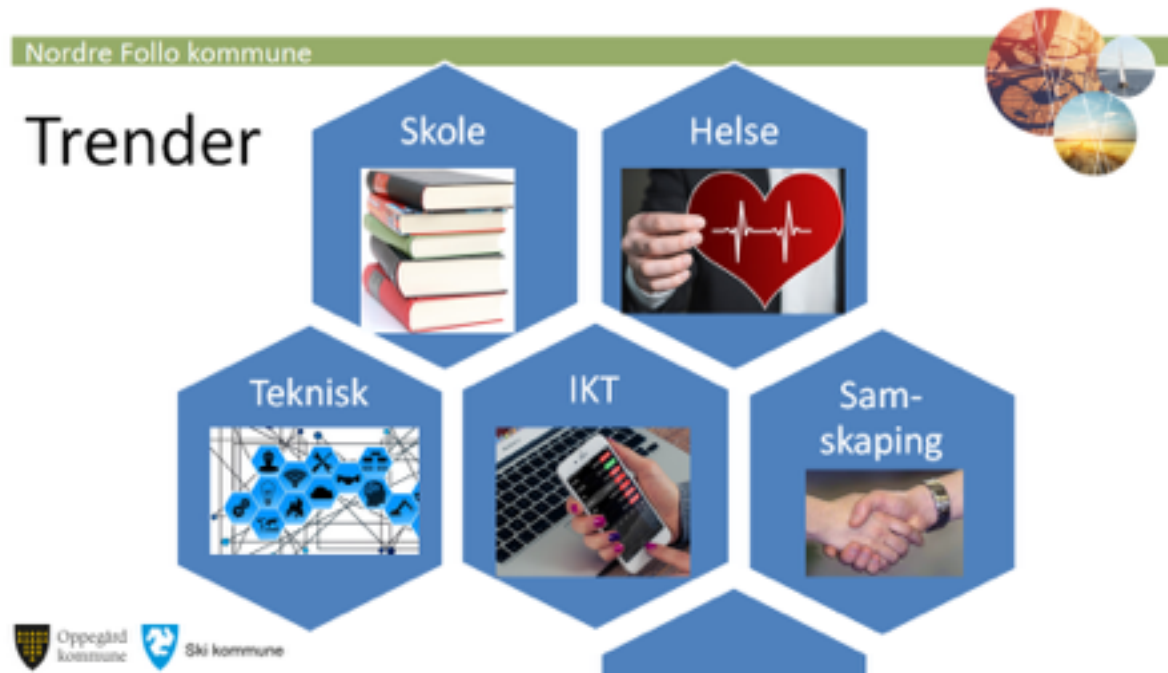 Nordre Follo kommune
Trender
Skole
Helse
Teknisk
IKT
Sam-
skaping
Oppegård
kommune
Ski kommune